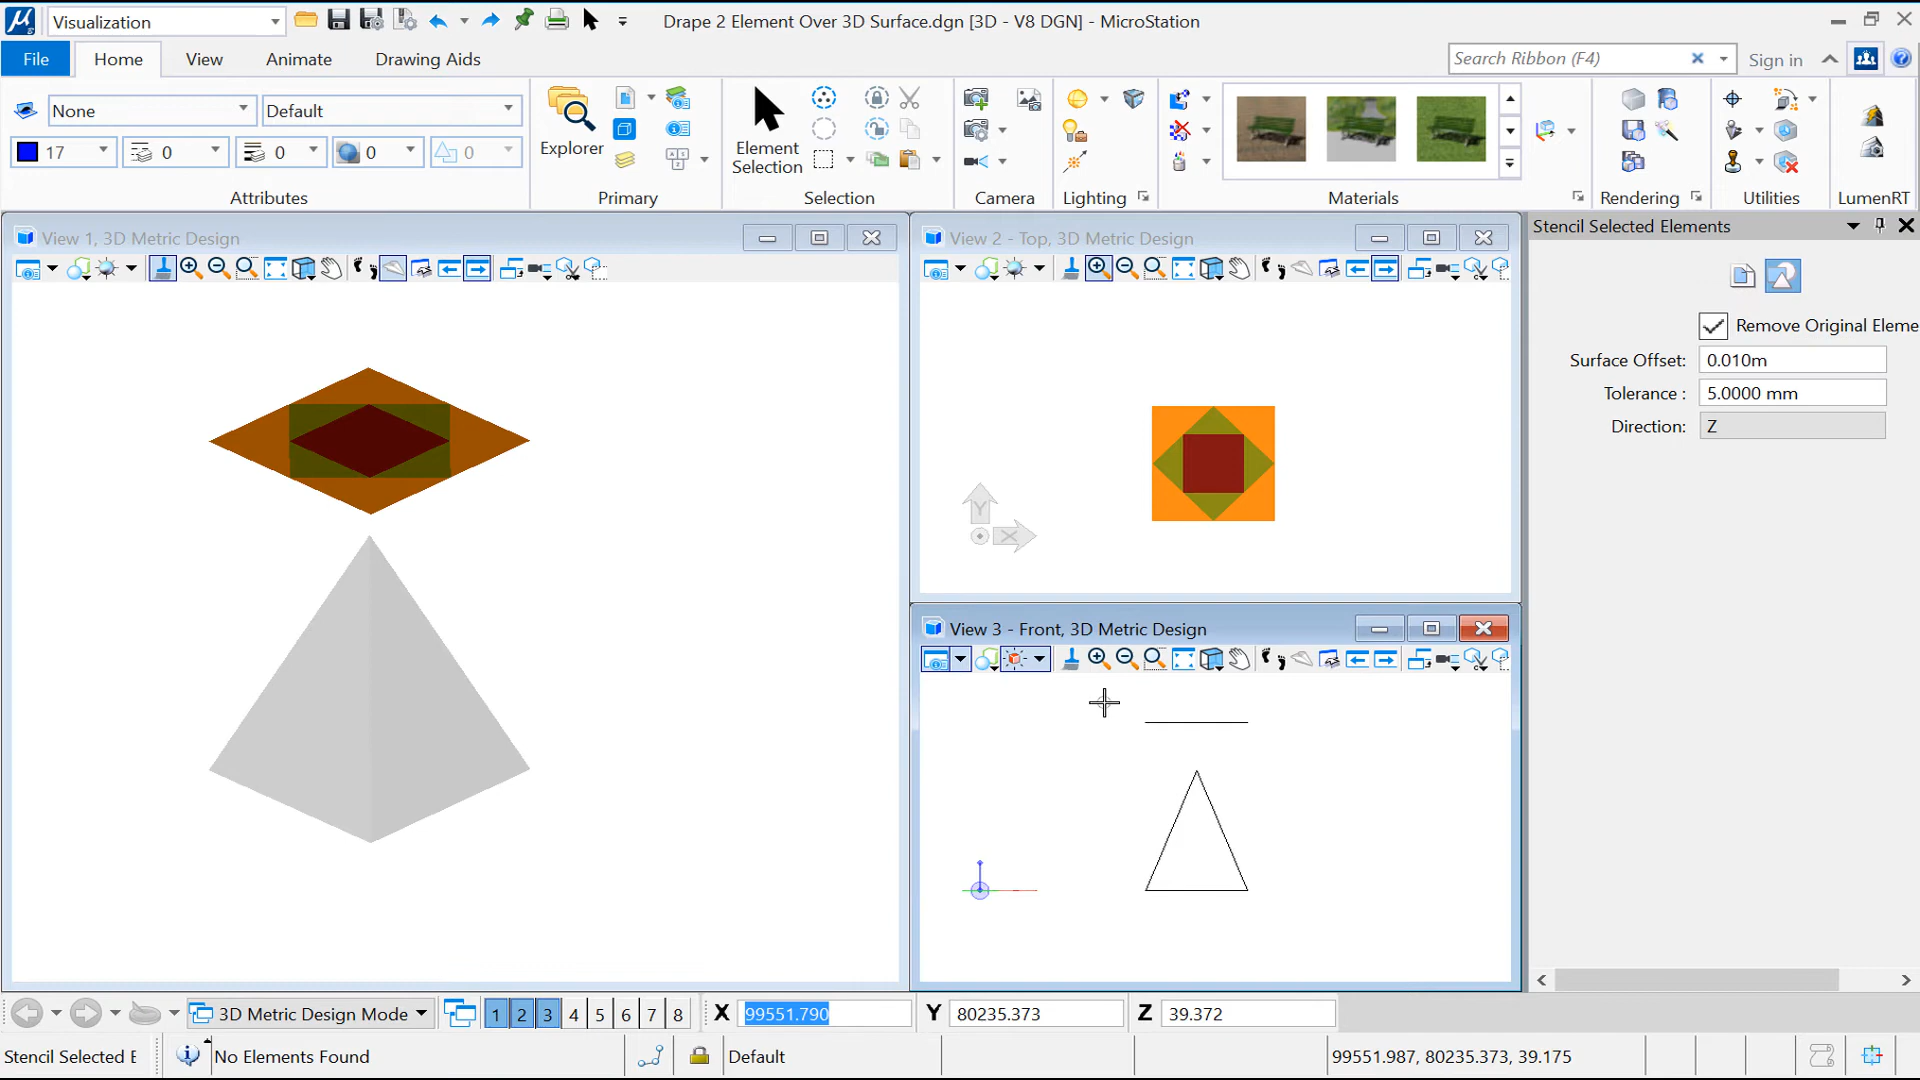 Visualization
Drape 2 Element Over 3D Surface.dgn [3D - V8 DGN] - MicroStation
File
Home
View
Animate
Drawing Aids
Search Ribbon (F4)
Sign in
None
Default
17
0
0
0
0
Attributes
Explorer
Primary
Element
Selection
Selection
Camera
Lighting
Materials
Rendering
Utilities
LumenRT
View 1, 3D Metric Design
View 2 - Top, 3D Metric Design
Y
X
View 3 - Front, 3D Metric Design
Stencil Selected Elements
Remove Original Eleme
Surface Offset: 0.010m
Tolerance : 5.0000 mm
Direction: Z
3D Metric Design Mode
1 2 3 4 5 6 7 8
X 99551.790
Y 80235.373
Z 39.372
Stencil Selected E
No Elements Found
Default
99551.987, 80235.373, 39.175